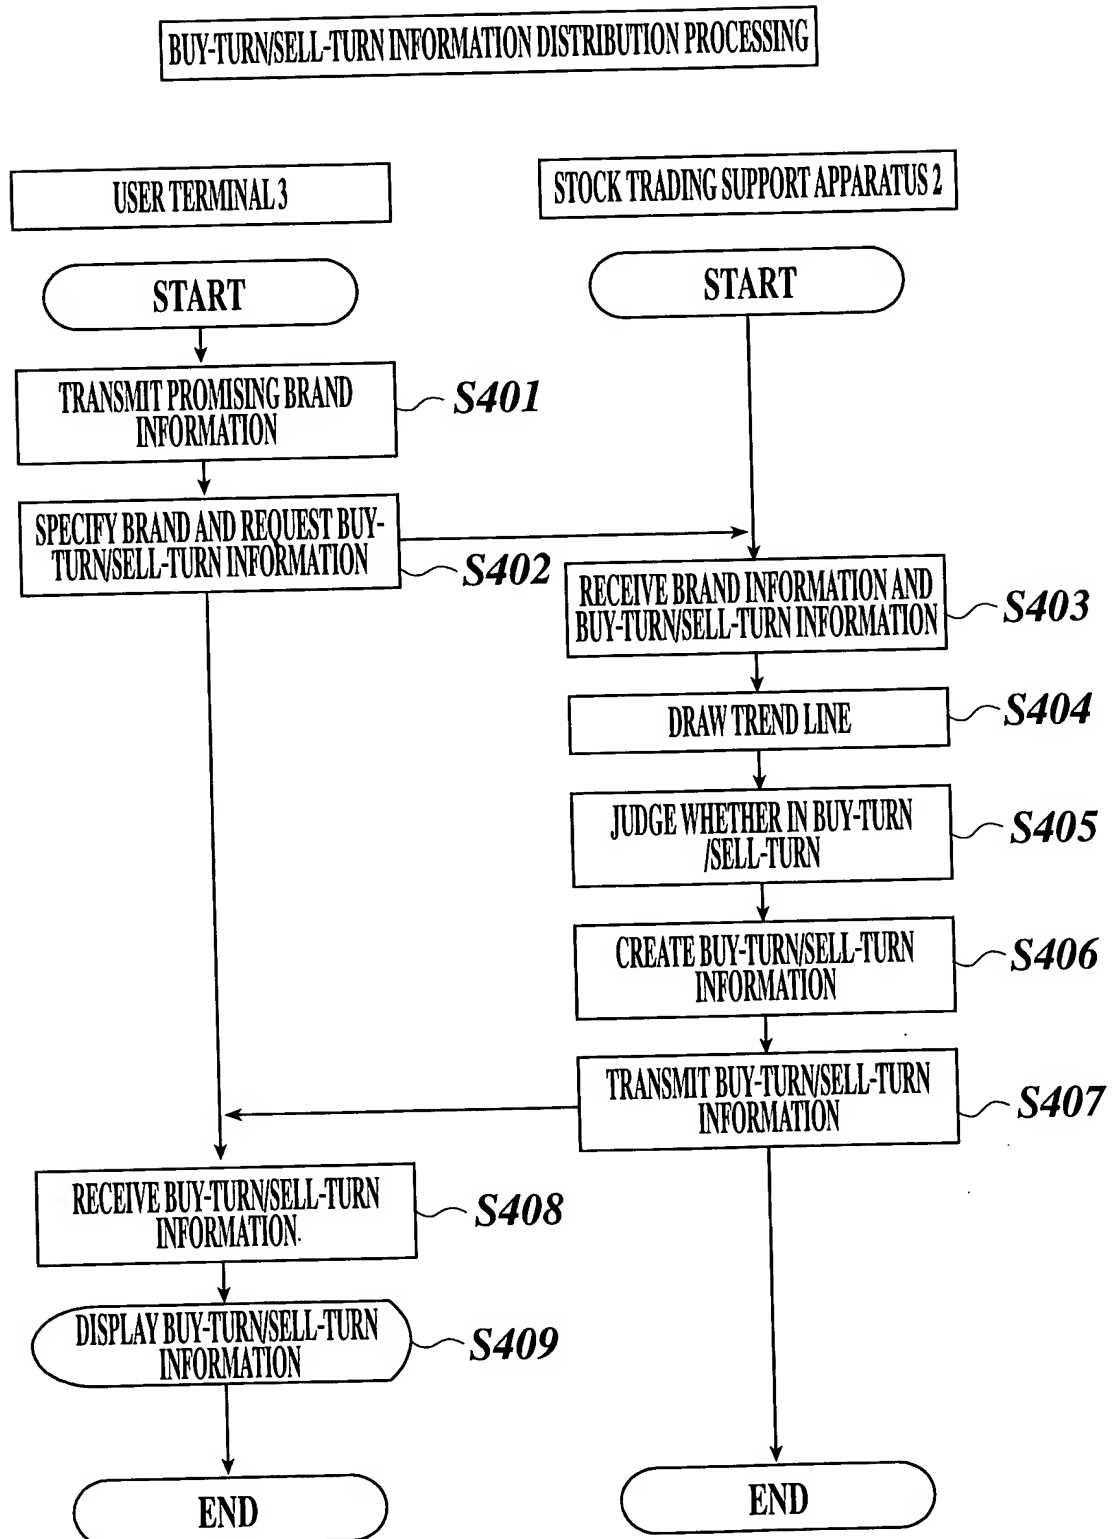 BUY-TURN/SELL-TURN INFORMATION DISTRIBUTION PROCESSING
USER TERMINAL 3
STOCK TRADING SUPPORT APPARATUS 2
START
START
TRANSMIT PROMISING BRAND
INFORMATION
S401
SPECIFY BRAND AND REQUEST BUY-
TURN/SELL-TURN INFORMATION
S402
RECEIVE BRAND INFORMATION AND
BUY-TURN/SELL-TURN INFORMATION
S403
DRAW TREND LINE
S404
JUDGE WHETHER IN BUY-TURN
/SELL-TURN
S405
CREATE BUY-TURN/SELL-TURN
INFORMATION
S406
TRANSMIT BUY-TURN/SELL-TURN
INFORMATION
S407
RECEIVE BUY-TURN/SELL-TURN
INFORMATION
S408
DISPLAY BUY-TURN/SELL-TURN
INFORMATION
S409
END
END